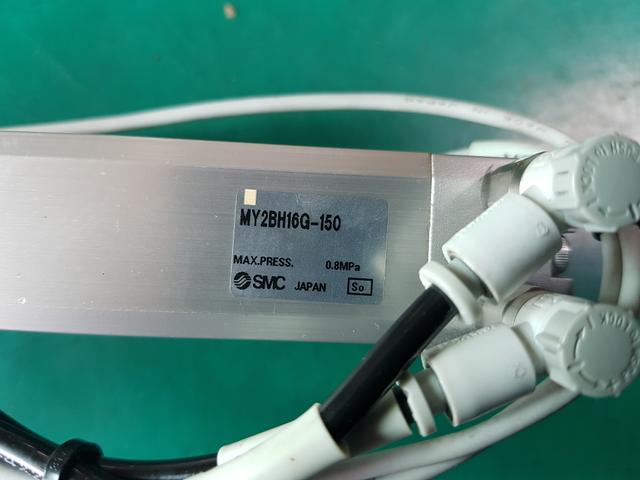 MY2BH16G-150
MAX.PRESS. 0.8MPa
SMC JAPAN So